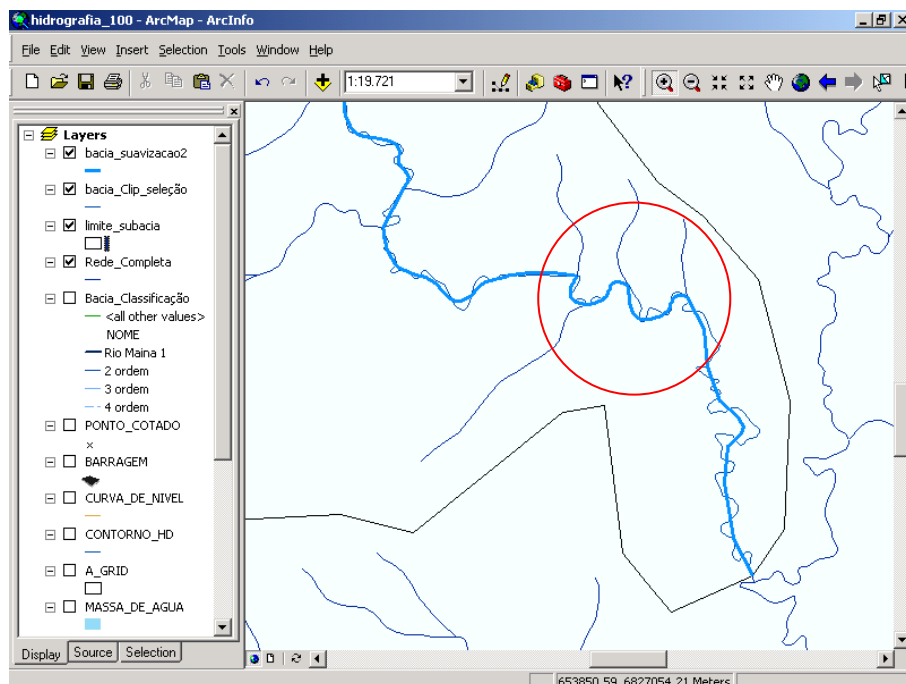 hidrografia_100 - ArcMap - ArcInfo
File Edit View Insert Selection Tools Window Help
1:19.721
Layers
bacia_suavizacao2
bacia_Clip_seleção
limite_subacia
Rede_Completa
Bacia_Classificação
<all other values>
NOME
Rio Maina 1
2 ordem
3 ordem
4 ordem
PONTO_COTADO
BARRAGEM
CURVA_DE_NIVEL
CONTORNO_HD
A_GRID
MASSA_DE_AGUA
Display Source Selection
653850,59 6827054,21 Meters